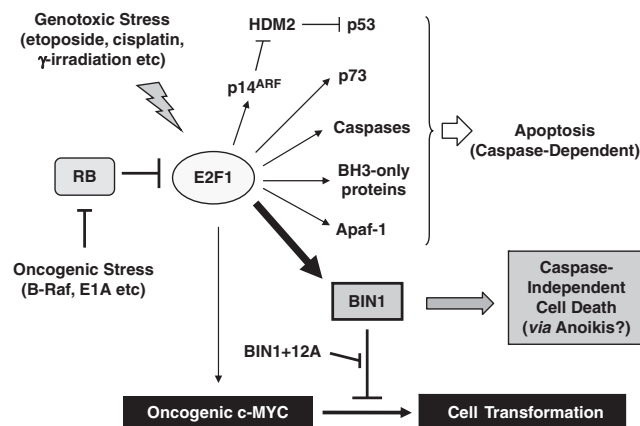 Genotoxic Stress
(etoposide, cisplatin,
γ-irradiation etc)
HDM2
p53
p14ARF
p73
Caspases
BH3-only
proteins
Apaf-1
Apoptosis
(Caspase-Dependent)
RB
E2F1
Oncogenic Stress
(B-Raf, E1A etc)
BIN1
Caspase-
Independent
Cell Death
(via Anoikis?)
BIN1+12A
Oncogenic c-MYC
Cell Transformation